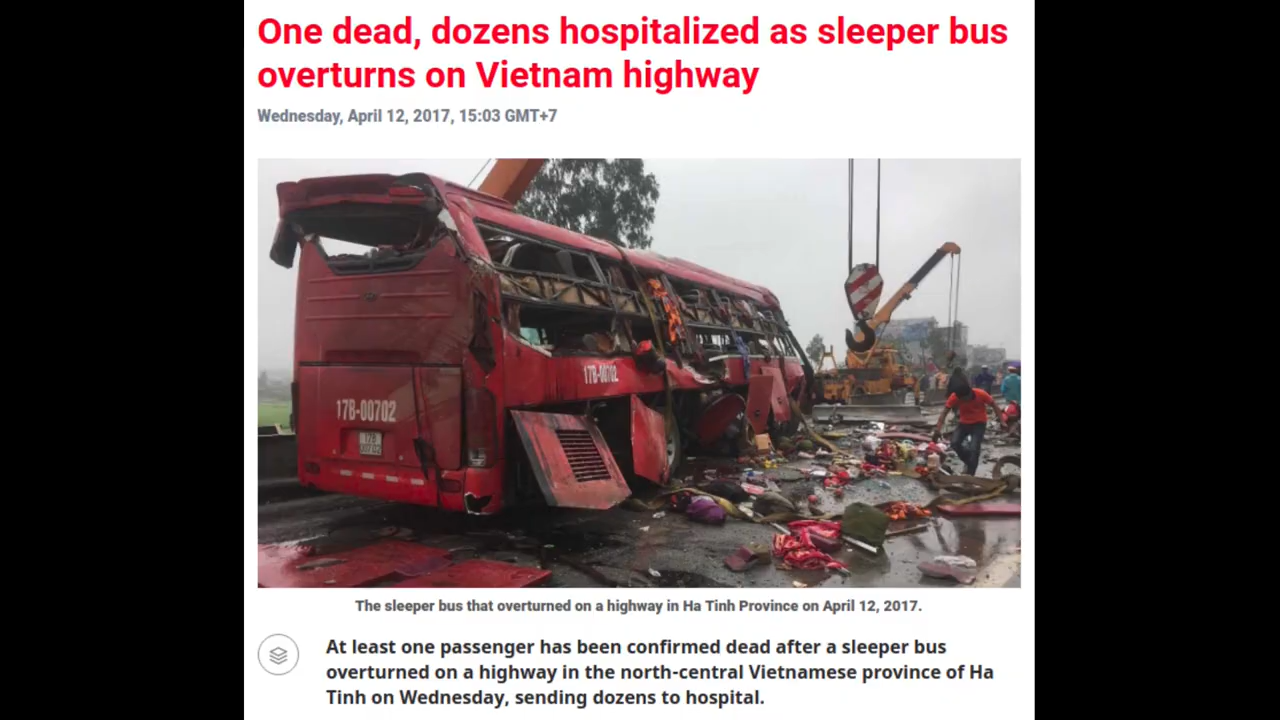 One dead, dozens hospitalized as sleeper bus
overturns on Vietnam highway
Wednesday, April 12, 2017, 15:03 GMT+7
17B-00702
17B-00702
17B
The sleeper bus that overturned on a highway in Ha Tinh Province on April 12, 2017.
At least one passenger has been confirmed dead after a sleeper bus
overturned on a highway in the north-central Vietnamese province of Ha
Tinh on Wednesday, sending dozens to hospital.